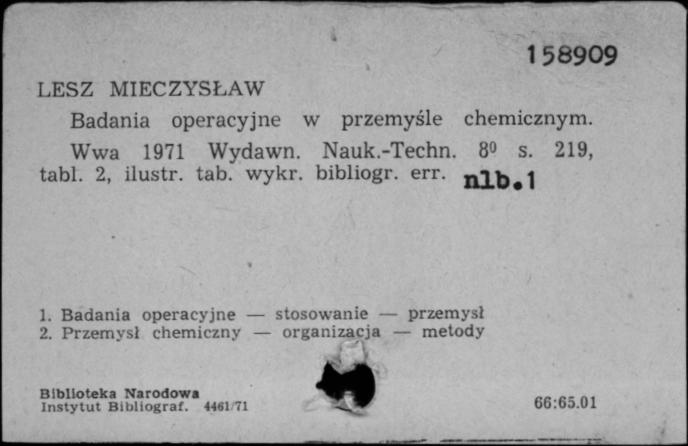 158909
LESZ MIECZYSŁAW
Badania operacyjne w przemyśle chemicznym.
Wwa 1971 Wydawn. Nauk.-Techn. 8⁰ s. 219,
tabl. 2, ilustr. tab. wykr. bibliogr. err. nlb.1
1. Badania operacyjne — stosowanie — przemysł
2. Przemysł chemiczny — organizacja — metody
Biblioteka Narodowa
Instytut Bibliograf. 4461/71
66:65.01